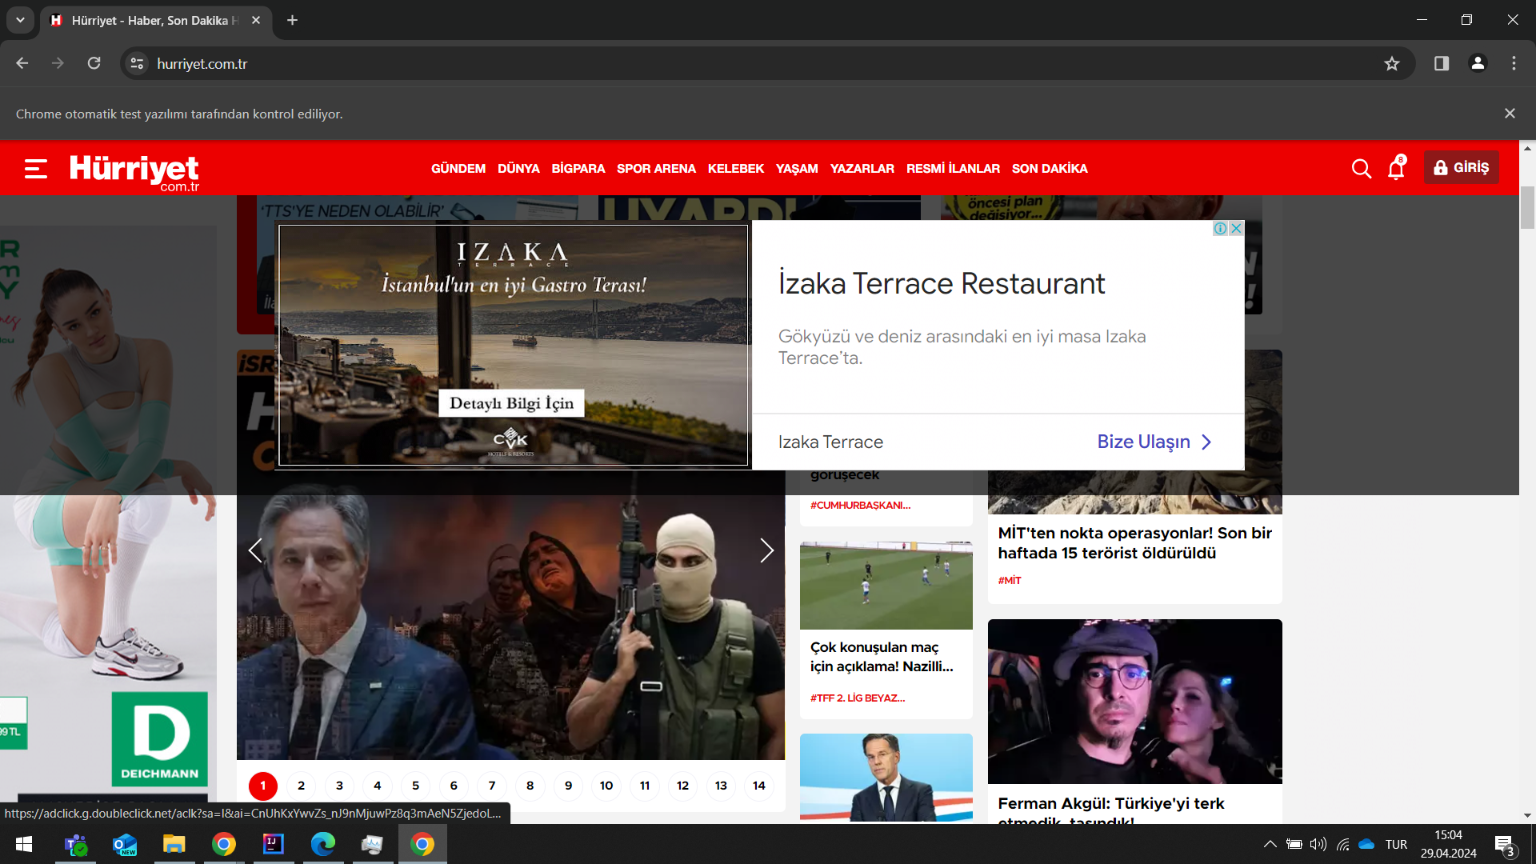 Hürriyet - Haber, Son Dakika H
hurriyet.com.tr
Chrome otomatik test yazılımı tarafından kontrol ediliyor.
Hürriyet
com.tr
GÜNDEM DÜNYA BİGPARA SPOR ARENA KELEBEK YAŞAM YAZARLAR RESMİ İLANLAR SON DAKİKA
8
GİRİŞ
'TTS'YE NEDEN OLABİLİR'
UYARDI
öncesi plan
değişiyor...
IZAKA
TERRACE
İstanbul'un en iyi Gastro Terası!
Detaylı Bilgi İçin
CVK
HOTELS & RESORTS
İzaka Terrace Restaurant
Gökyüzü ve deniz arasındaki en iyi masa Izaka
Terrace'ta.
Izaka Terrace
Bize Ulaşın
görüşecek
#CUMHURBAŞKANI...
MİT'ten nokta operasyonlar! Son bir
haftada 15 terörist öldürüldü
#MİT
Çok konuşulan maç
için açıklama! Nazilli...
#TFF 2. LİG BEYAZ...
Ferman Akgül: Türkiye'yi terk
etmedik, taşındık!
D
DEICHMANN
1 2 3 4 5 6 7 8 9 10 11 12 13 14
https://adclick.g.doubleclick.net/aclk?sa=l&ai=CnUhKxYwvZs_nJ9nMjuwPz8q3mAeN5ZjedoL...
NEW
IJ
TUR
15:04
29.04.2024
3